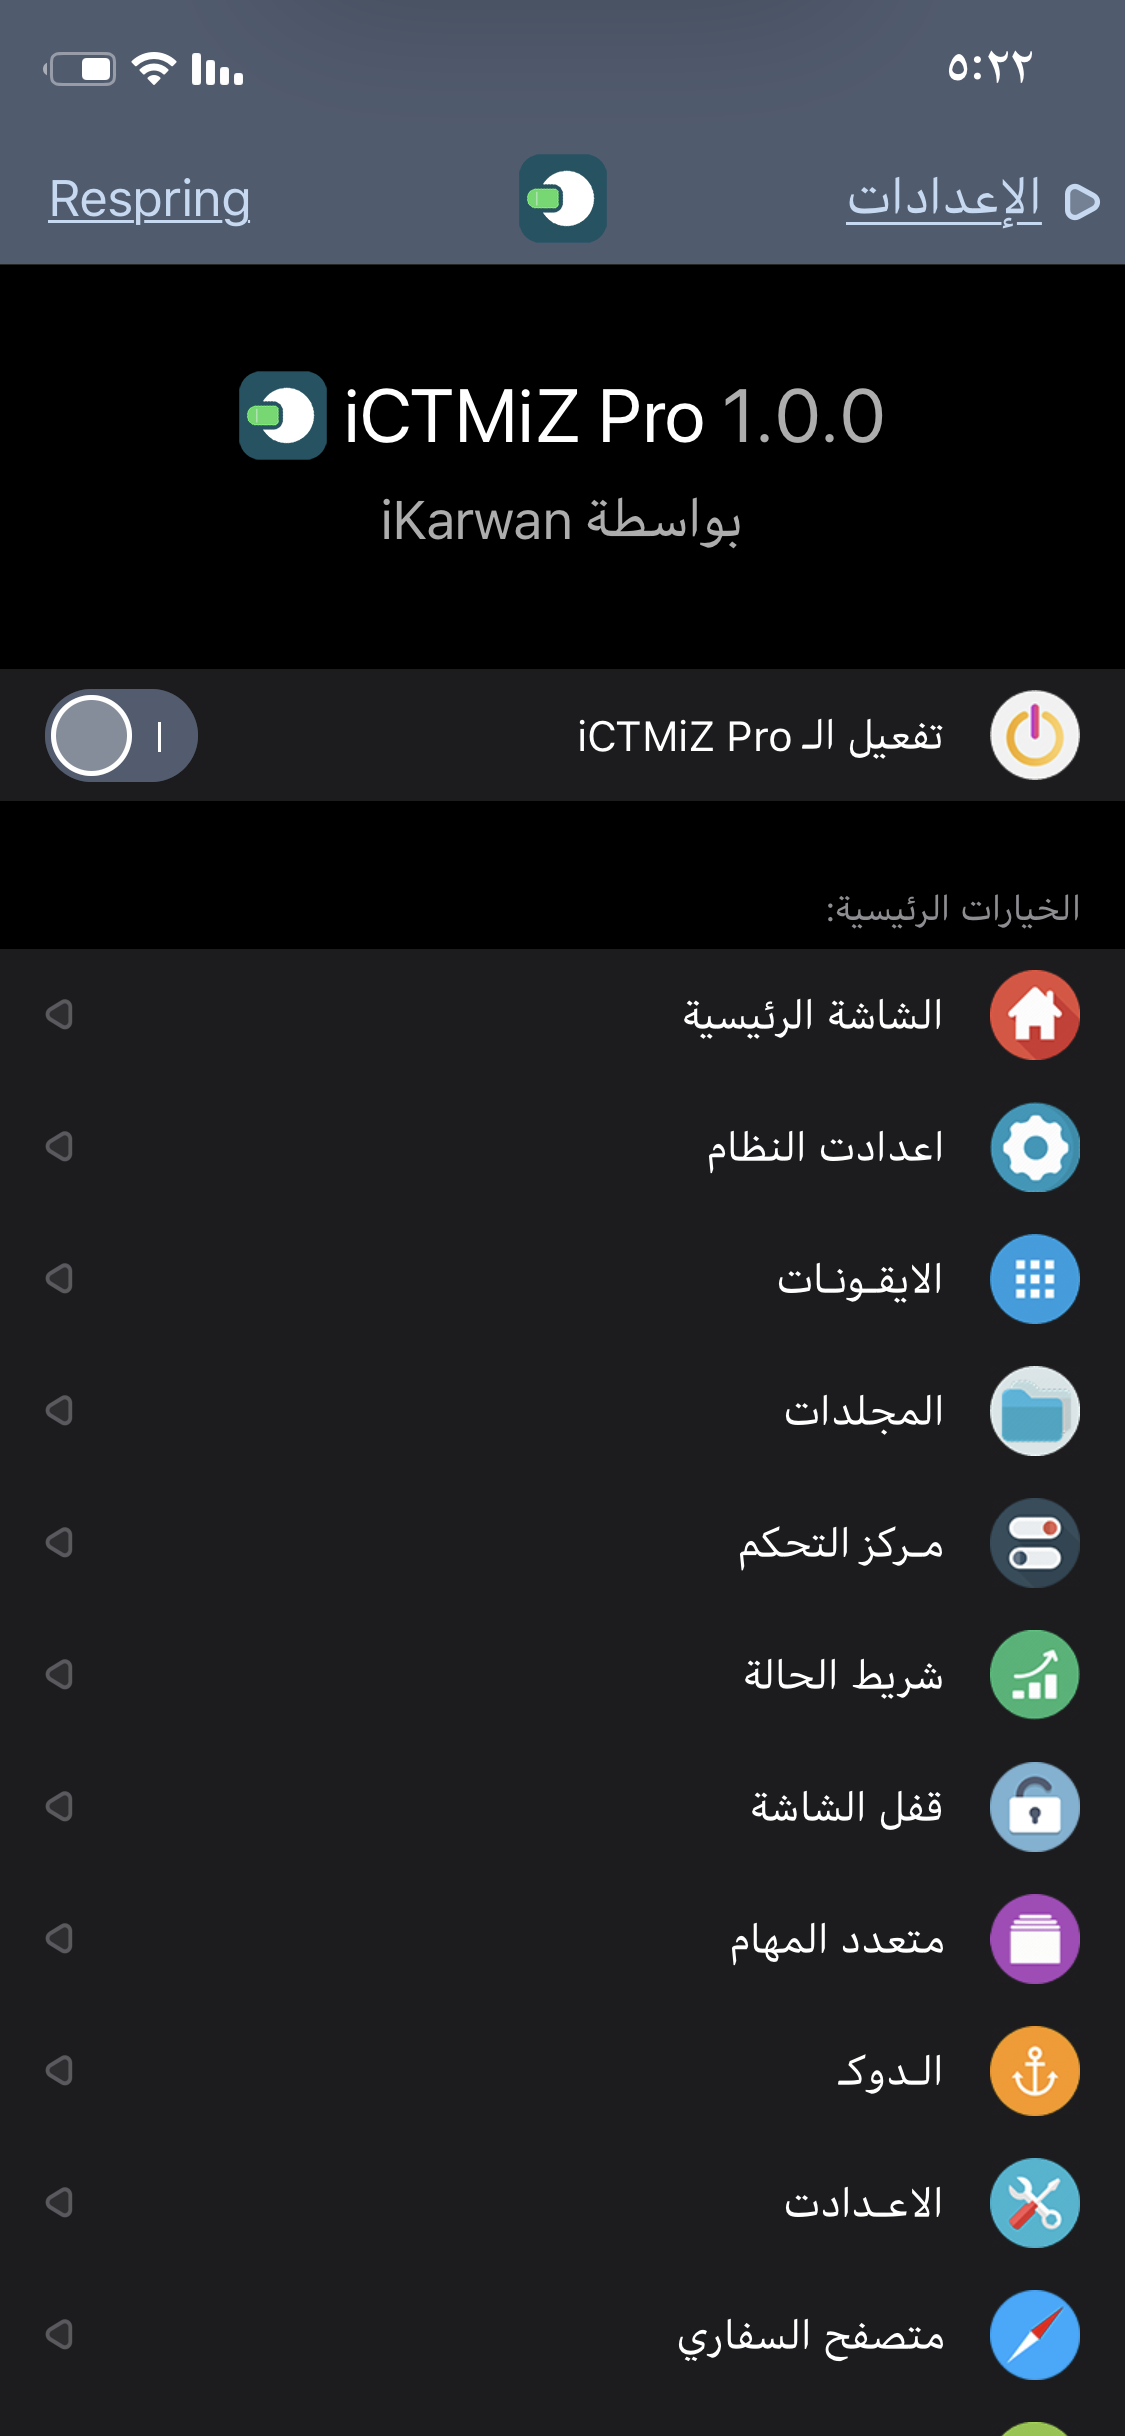 ٥:٢٢
الإعدادات
Respring
iCTMiZ Pro 1.0.0
بواسطة iKarwan
تفعيل الـ iCTMiZ Pro
الخيارات الرئيسية:
الشاشة الرئيسية
اعدادت النظام
الايقـونـات
المجلدات
مـركز التحكم
شريط الحالة
قفل الشاشة
متعدد المهام
الـدوكـ
الاعـدادت
متصفح السفاري